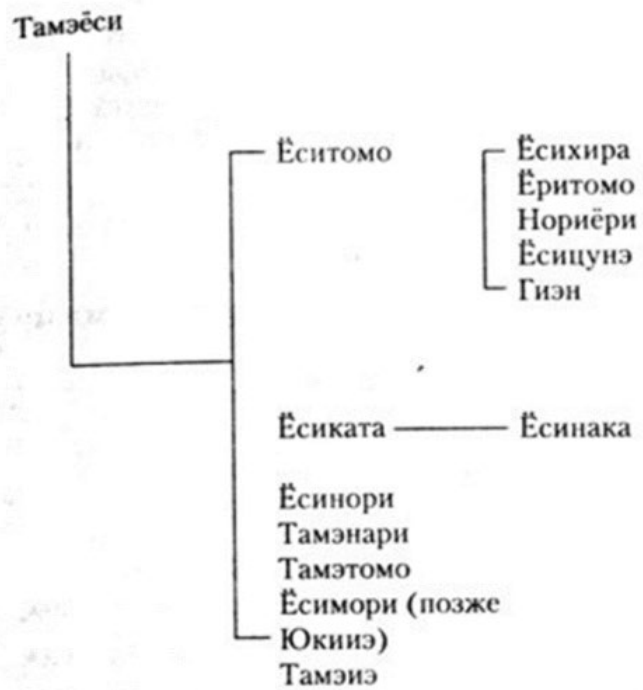 Тамэёси
Ёситомо
Ёсихира
Ёритомо
Нориёри
Ёсицунэ
Гиэн
Ёсиката
Ёсинака
Ёсинори
Тамэнари
Тамэтомо
Ёсимори (позже
Юкииэ)
Тамэиэ